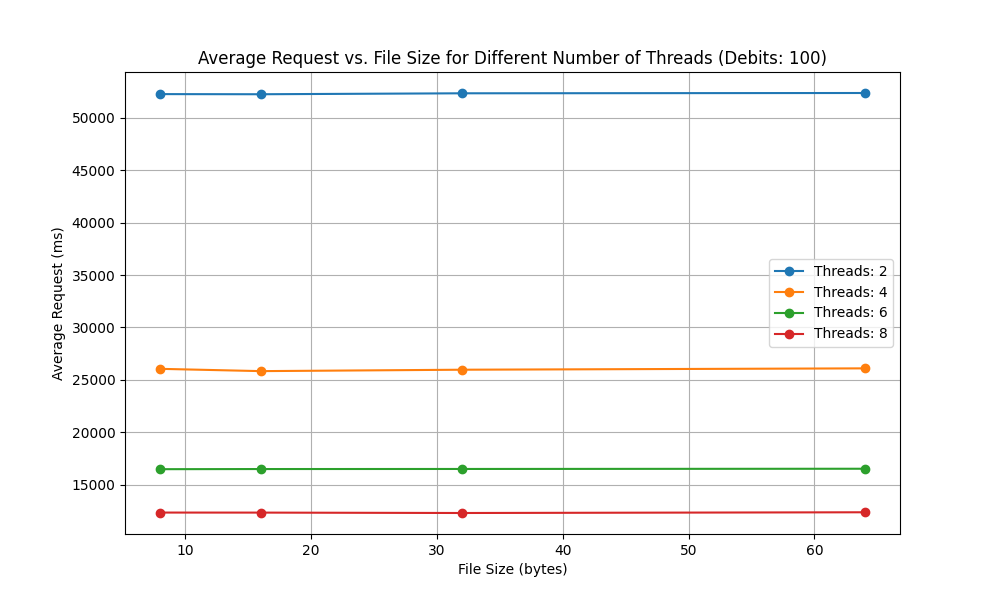 Average Request vs. File Size for Different Number of Threads (Debits: 100)
Average Request (ms)
50000
45000
40000
35000
30000
25000
20000
15000
Threads: 2
Threads: 4
Threads: 6
Threads: 8
10 20 30 40 50 60
File Size (bytes)